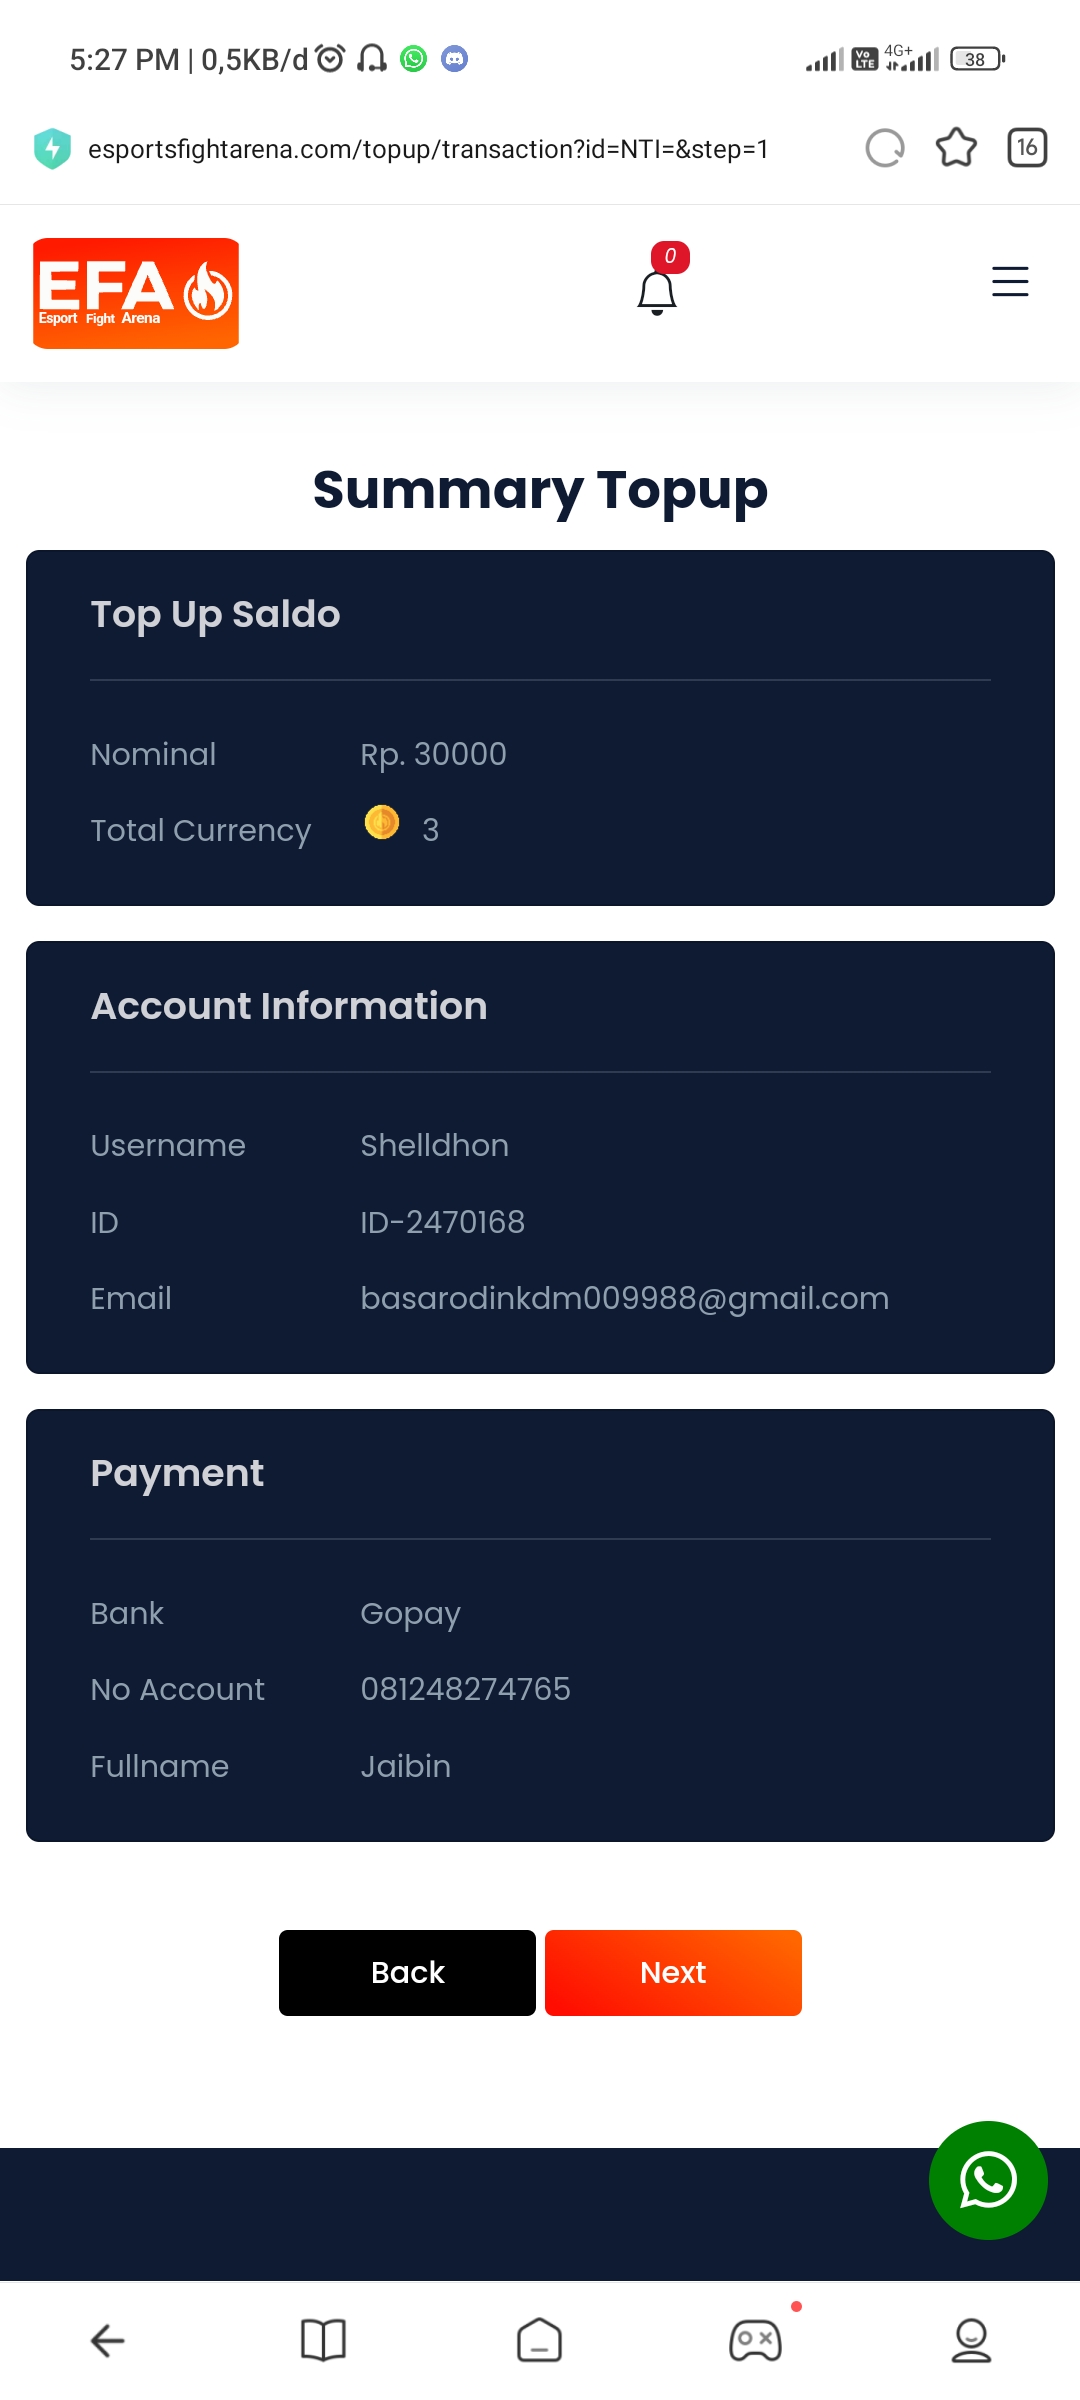 5:27 PM | 0,5KB/d
Vo LTE 4G+ 38
esportsfightarena.com/topup/transaction?id=NTI=&step=1
16
EFA
Esport Fight Arena
0
Summary Topup
Top Up Saldo
Nominal Rp. 30000
Total Currency 3
Account Information
Username Shelldhon
ID ID-2470168
Email basarodinkdm009988@gmail.com
Payment
Bank Gopay
No Account 081248274765
Fullname Jaibin
Back Next